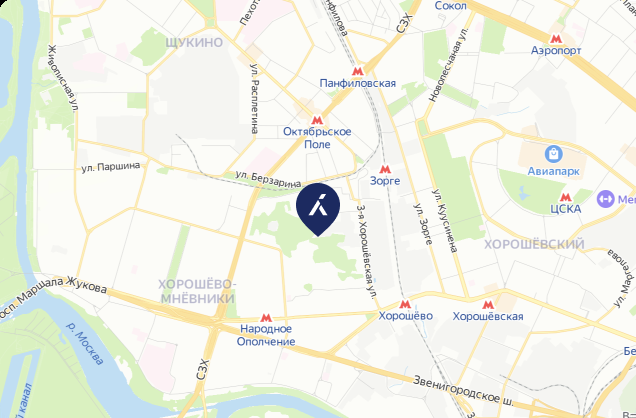 Сокол
Панфилова
Пехот
СЗХ
ЩУКИНО
Аэропорт
Живописная ул.
Панфиловская
Новопесчаная ул.
ул. Расплетина
Октябрьское
Поле
ул. Паршина
ул. Берзарина
Зорге
Авиапарк
ЦСКА
Ме
3-я Хорошёвская ул.
ул. Зорге
ул. Куусинена
ХОРОШЁВСКИЙ
ХОРОШЁВО-
МНЁВНИКИ
осп. Маршала Жукова
р. Москва
Народное
Ополчение
Хорошёво
Хорошёвская
СЗХ
Звенигородское ш.
Бе
й канал